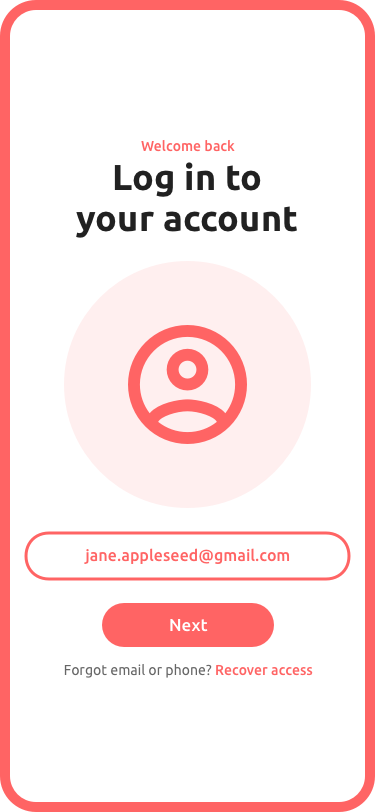 Welcome back
Log in to
your account
jane.appleseed@gmail.com
Next
Forgot email or phone? Recover access